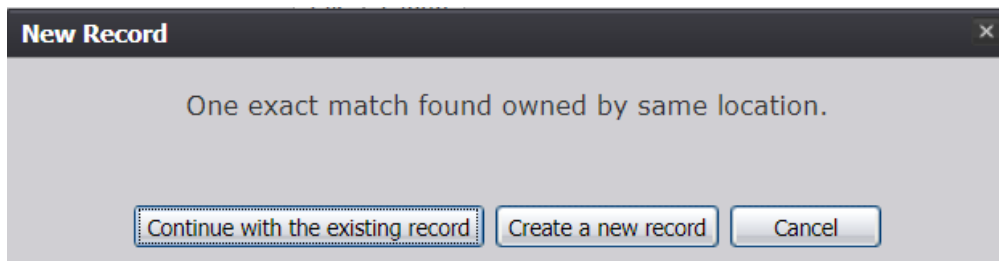 New Record
One exact match found owned by same location.
Continue with the existing record Create a new record Cancel